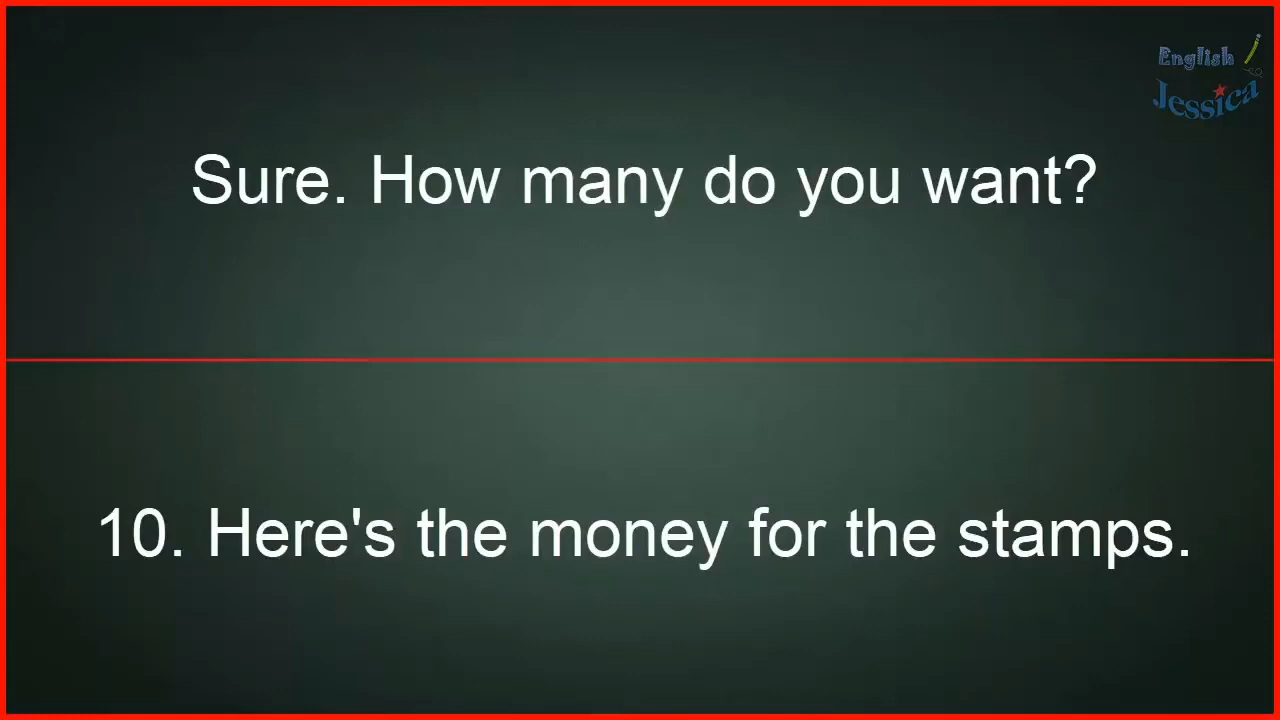 English
Jessica
Sure. How many do you want?
10. Here's the money for the stamps.